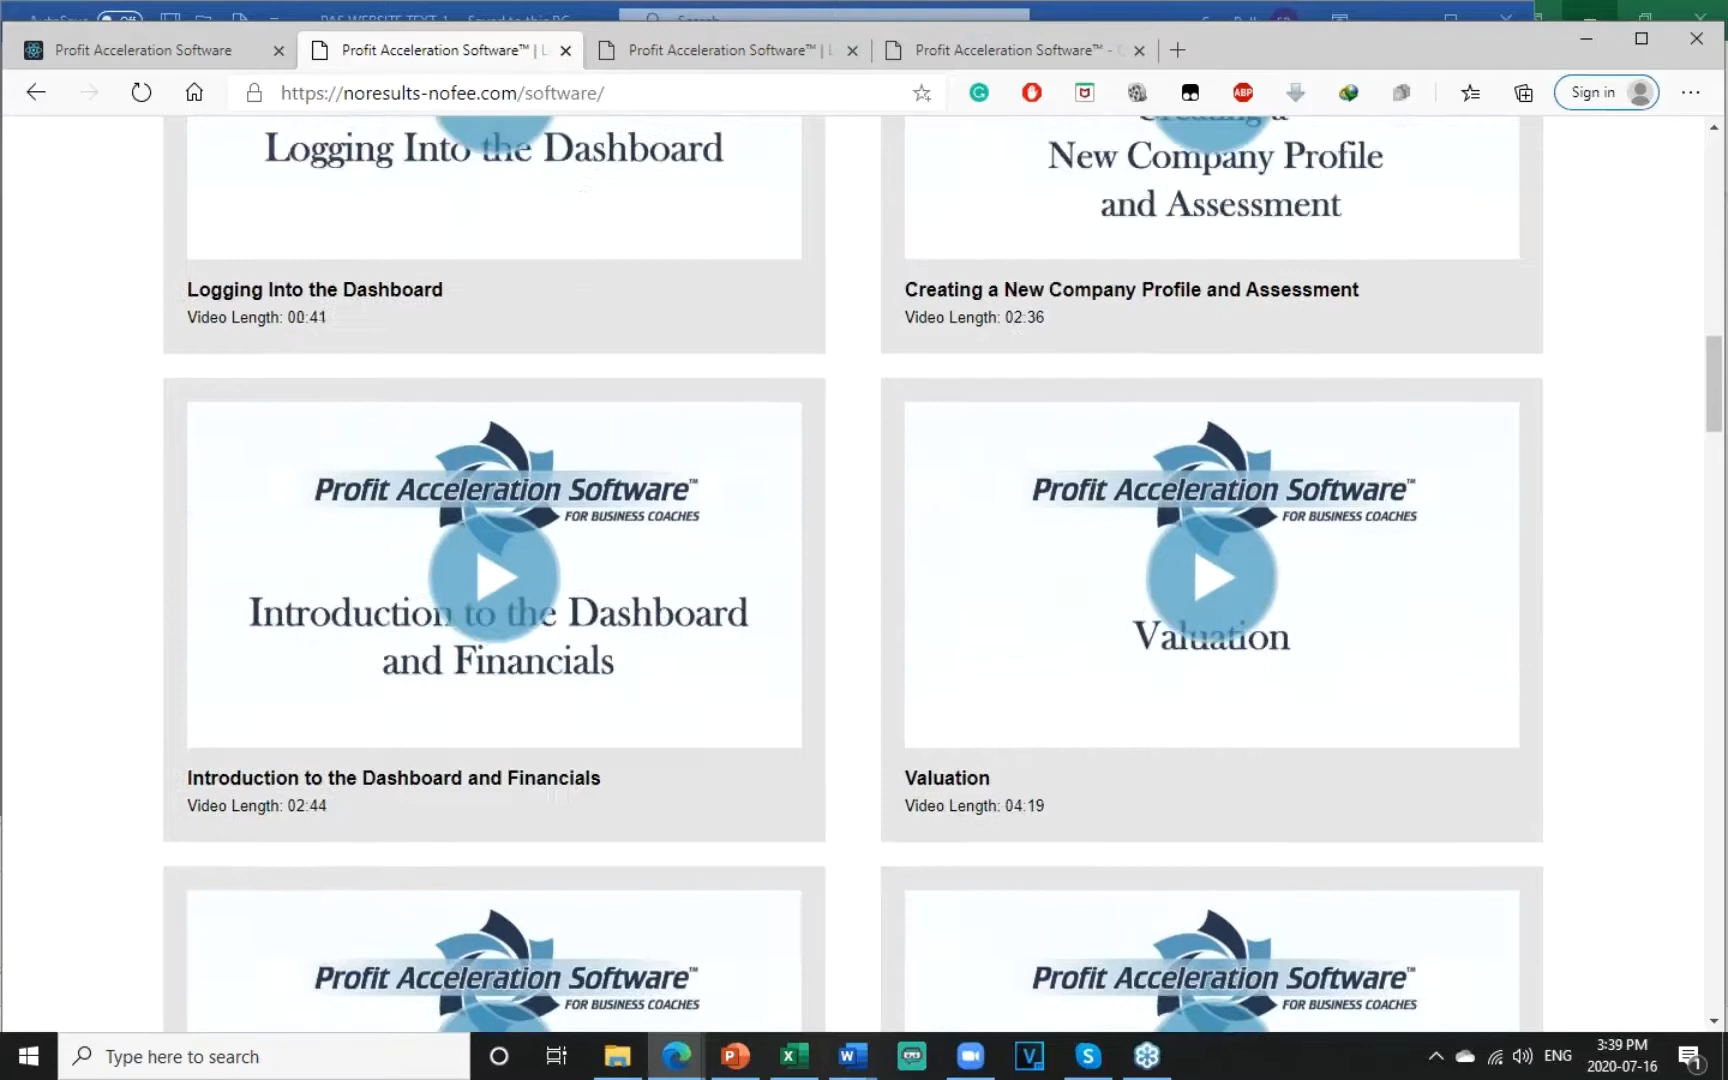 Search
Profit Acceleration Software
Profit Acceleration Software™ | L
Profit Acceleration Software™ | L
Profit Acceleration Software™ -
https://noresults-nofee.com/software/
ABP
Sign in
Logging Into the Dashboard
Creating a
New Company Profile
and Assessment
Logging Into the Dashboard
Video Length: 00:41
Creating a New Company Profile and Assessment
Video Length: 02:36
Profit Acceleration Software™
FOR BUSINESS COACHES
Introduction to the Dashboard
and Financials
Profit Acceleration Software™
FOR BUSINESS COACHES
Valuation
Introduction to the Dashboard and Financials
Video Length: 02:44
Valuation
Video Length: 04:19
Profit Acceleration Software™
FOR BUSINESS COACHES
Profit Acceleration Software™
FOR BUSINESS COACHES
Type here to search
ENG
3:39 PM
2020-07-16
1